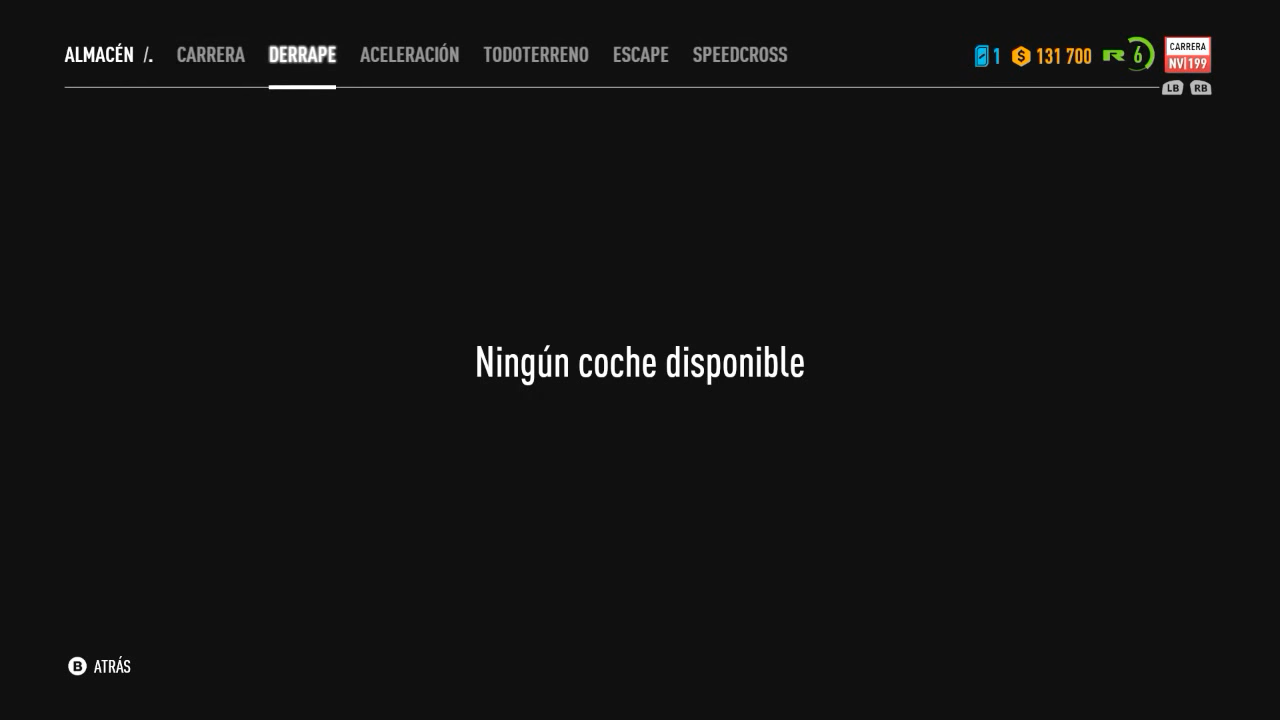 ALMACÉN /. CARRERA DERRAPE ACELERACIÓN TODOTERRENO ESCAPE SPEEDCROSS 1 $ 131 700 R 6 CARRERA
NV|199
LB RB
Ningún coche disponible
B ATRÁS